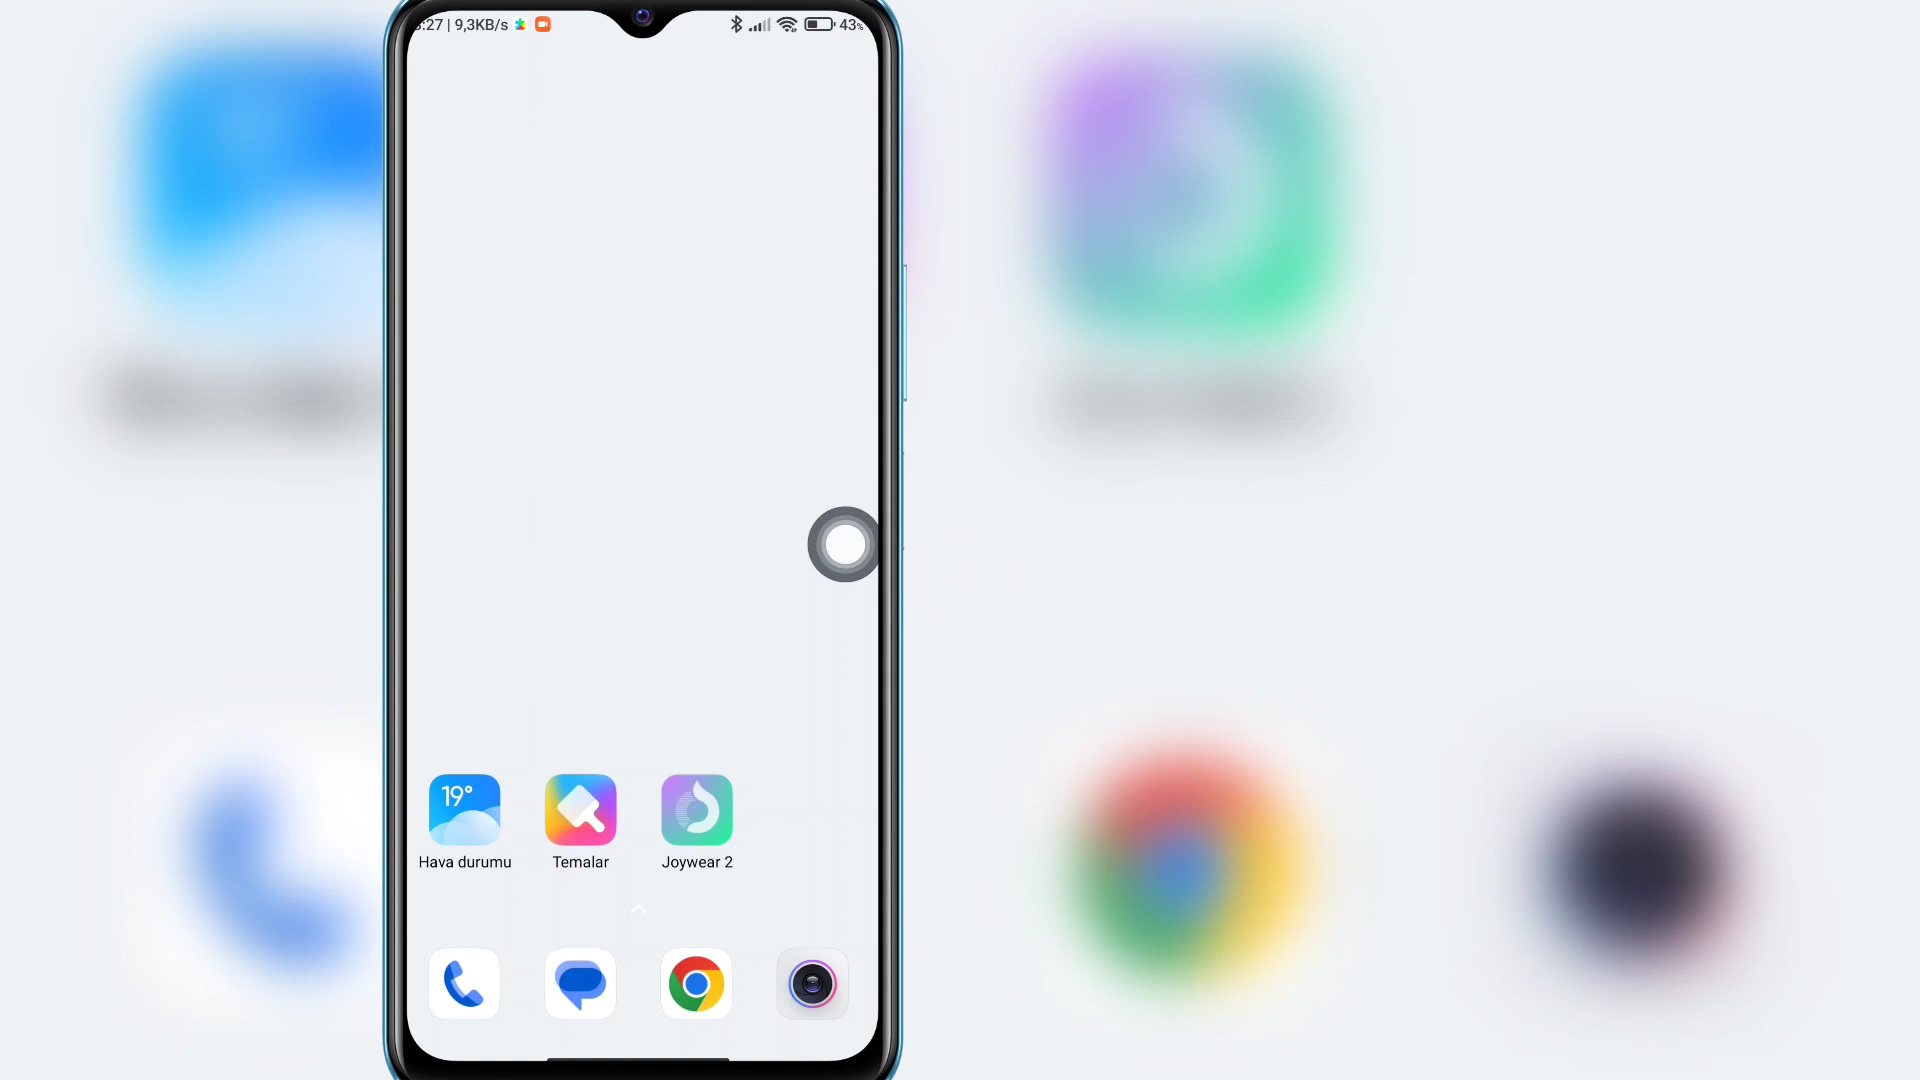 :27 | 9,3KB/s
43%
19°
Hava durumu
Temalar
Joywear 2